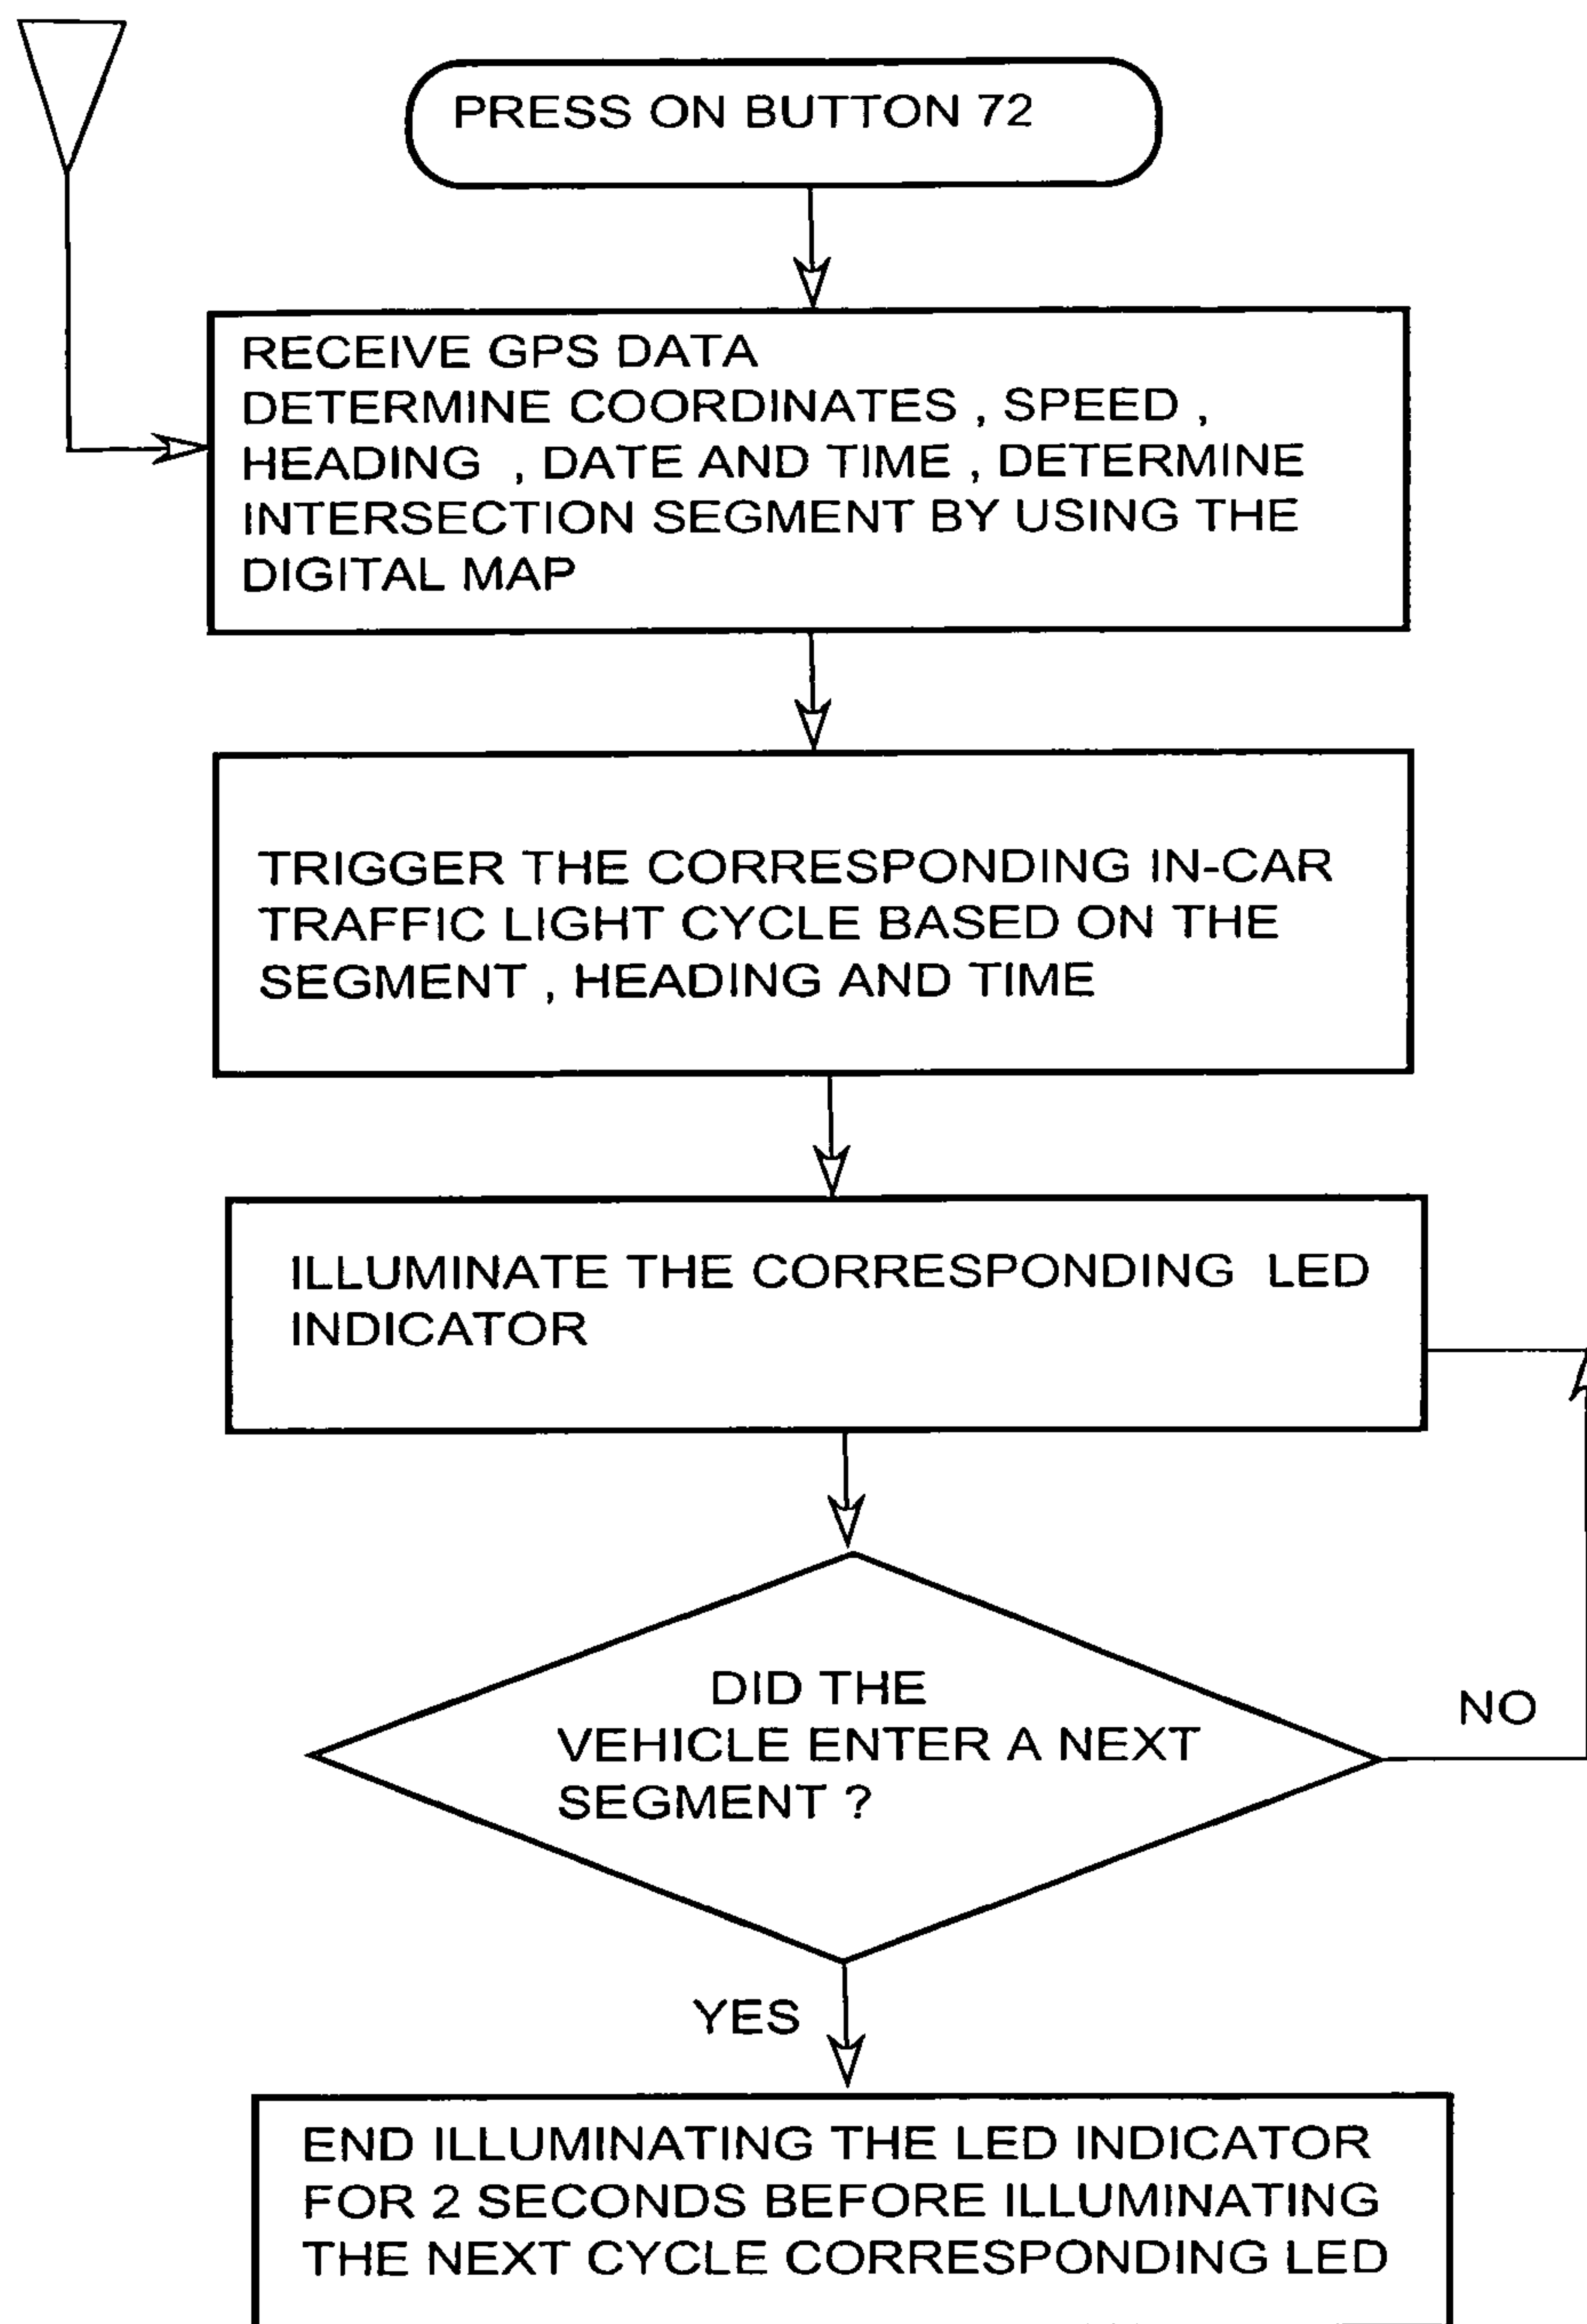 PRESS ON BUTTON 72
RECEIVE GPS DATA
DETERMINE COORDINATES , SPEED ,
HEADING , DATE AND TIME , DETERMINE
INTERSECTION SEGMENT BY USING THE
DIGITAL MAP
TRIGGER THE CORRESPONDING IN-CAR
TRAFFIC LIGHT CYCLE BASED ON THE
SEGMENT , HEADING AND TIME
ILLUMINATE THE CORRESPONDING LED
INDICATOR
DID THE
VEHICLE ENTER A NEXT
SEGMENT ?
NO
YES
END ILLUMINATING THE LED INDICATOR
FOR 2 SECONDS BEFORE ILLUMINATING
THE NEXT CYCLE CORRESPONDING LED